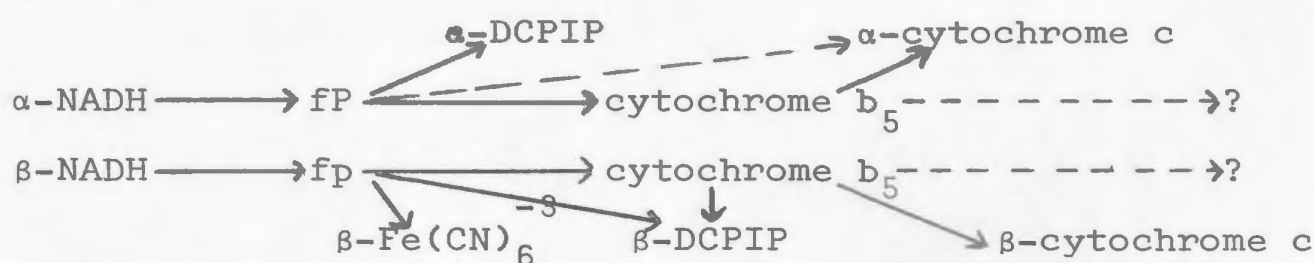 α-DCPIP α-cytochrome c
α-NADH fP cytochrome b5 ?
β-NADH fp cytochrome b5 ?
β-Fe(CN)6-3 β-DCPIP β-cytochrome c